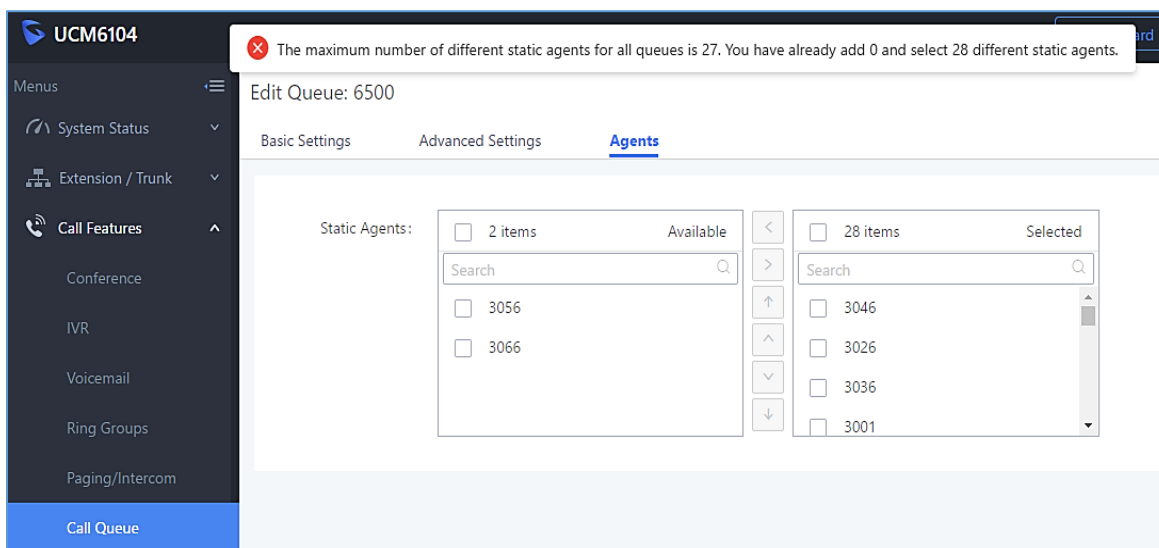 UCM6104
The maximum number of different static agents for all queues is 27. You have already add 0 and select 28 different static agents.
ard
Menus
Edit Queue: 6500
System Status
Basic Settings
Advanced Settings
Agents
Extension / Trunk
Call Features
Static Agents:
2 items
Available
28 items
Selected
Search
Search
Conference
3056
3046
IVR
3066
3026
Voicemail
3036
Ring Groups
3001
Paging/Intercom
Call Queue